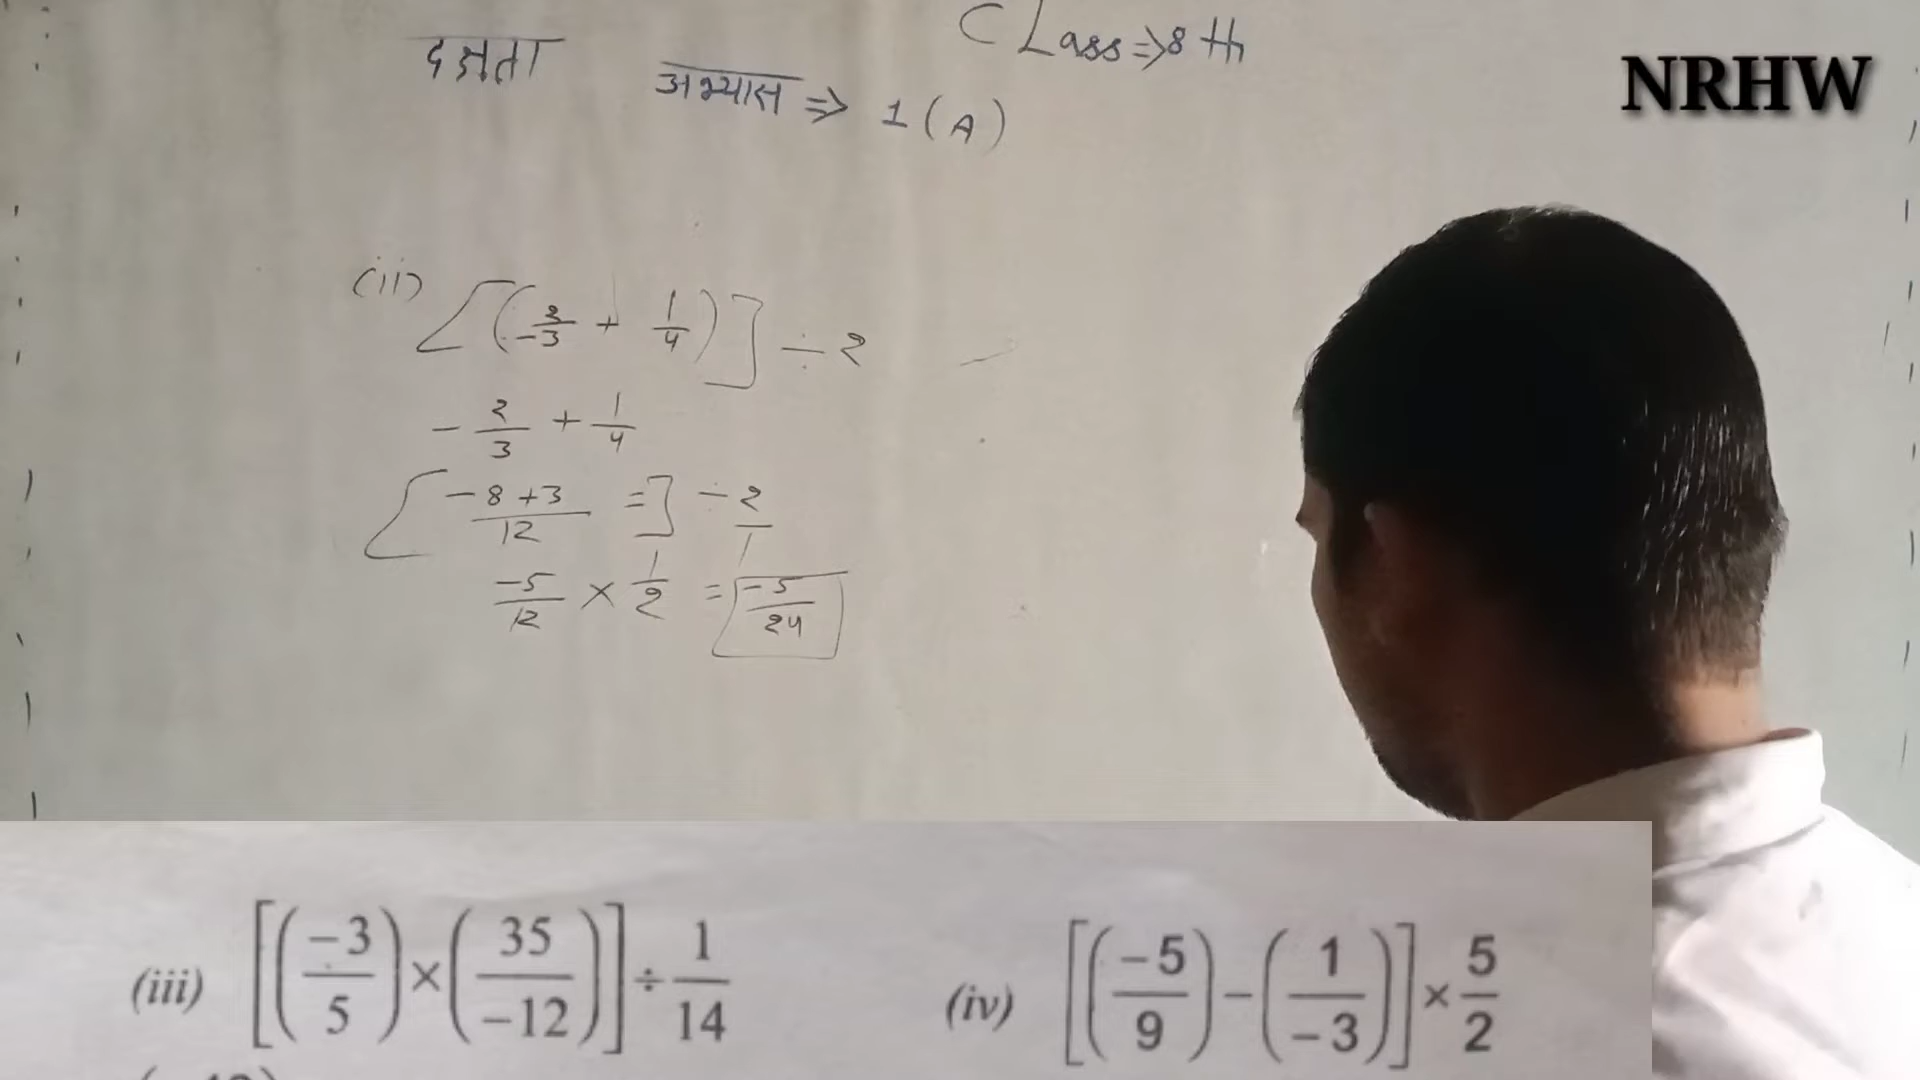 CLass⇒8th
NRHW
दक्षता अभ्यास ⇒ 1 (A)
(ii) [(2/-3 + 1/4)] ÷ 2
- 2/3 + 1/4
[ -8+3/12 = ] ÷ 2/1
-5/12 × 1/2 = -5/24
(iii) [(-3/5) × (35/-12)] ÷ 1/14
(iv) [(-5/9) - (1/-3)] × 5/2